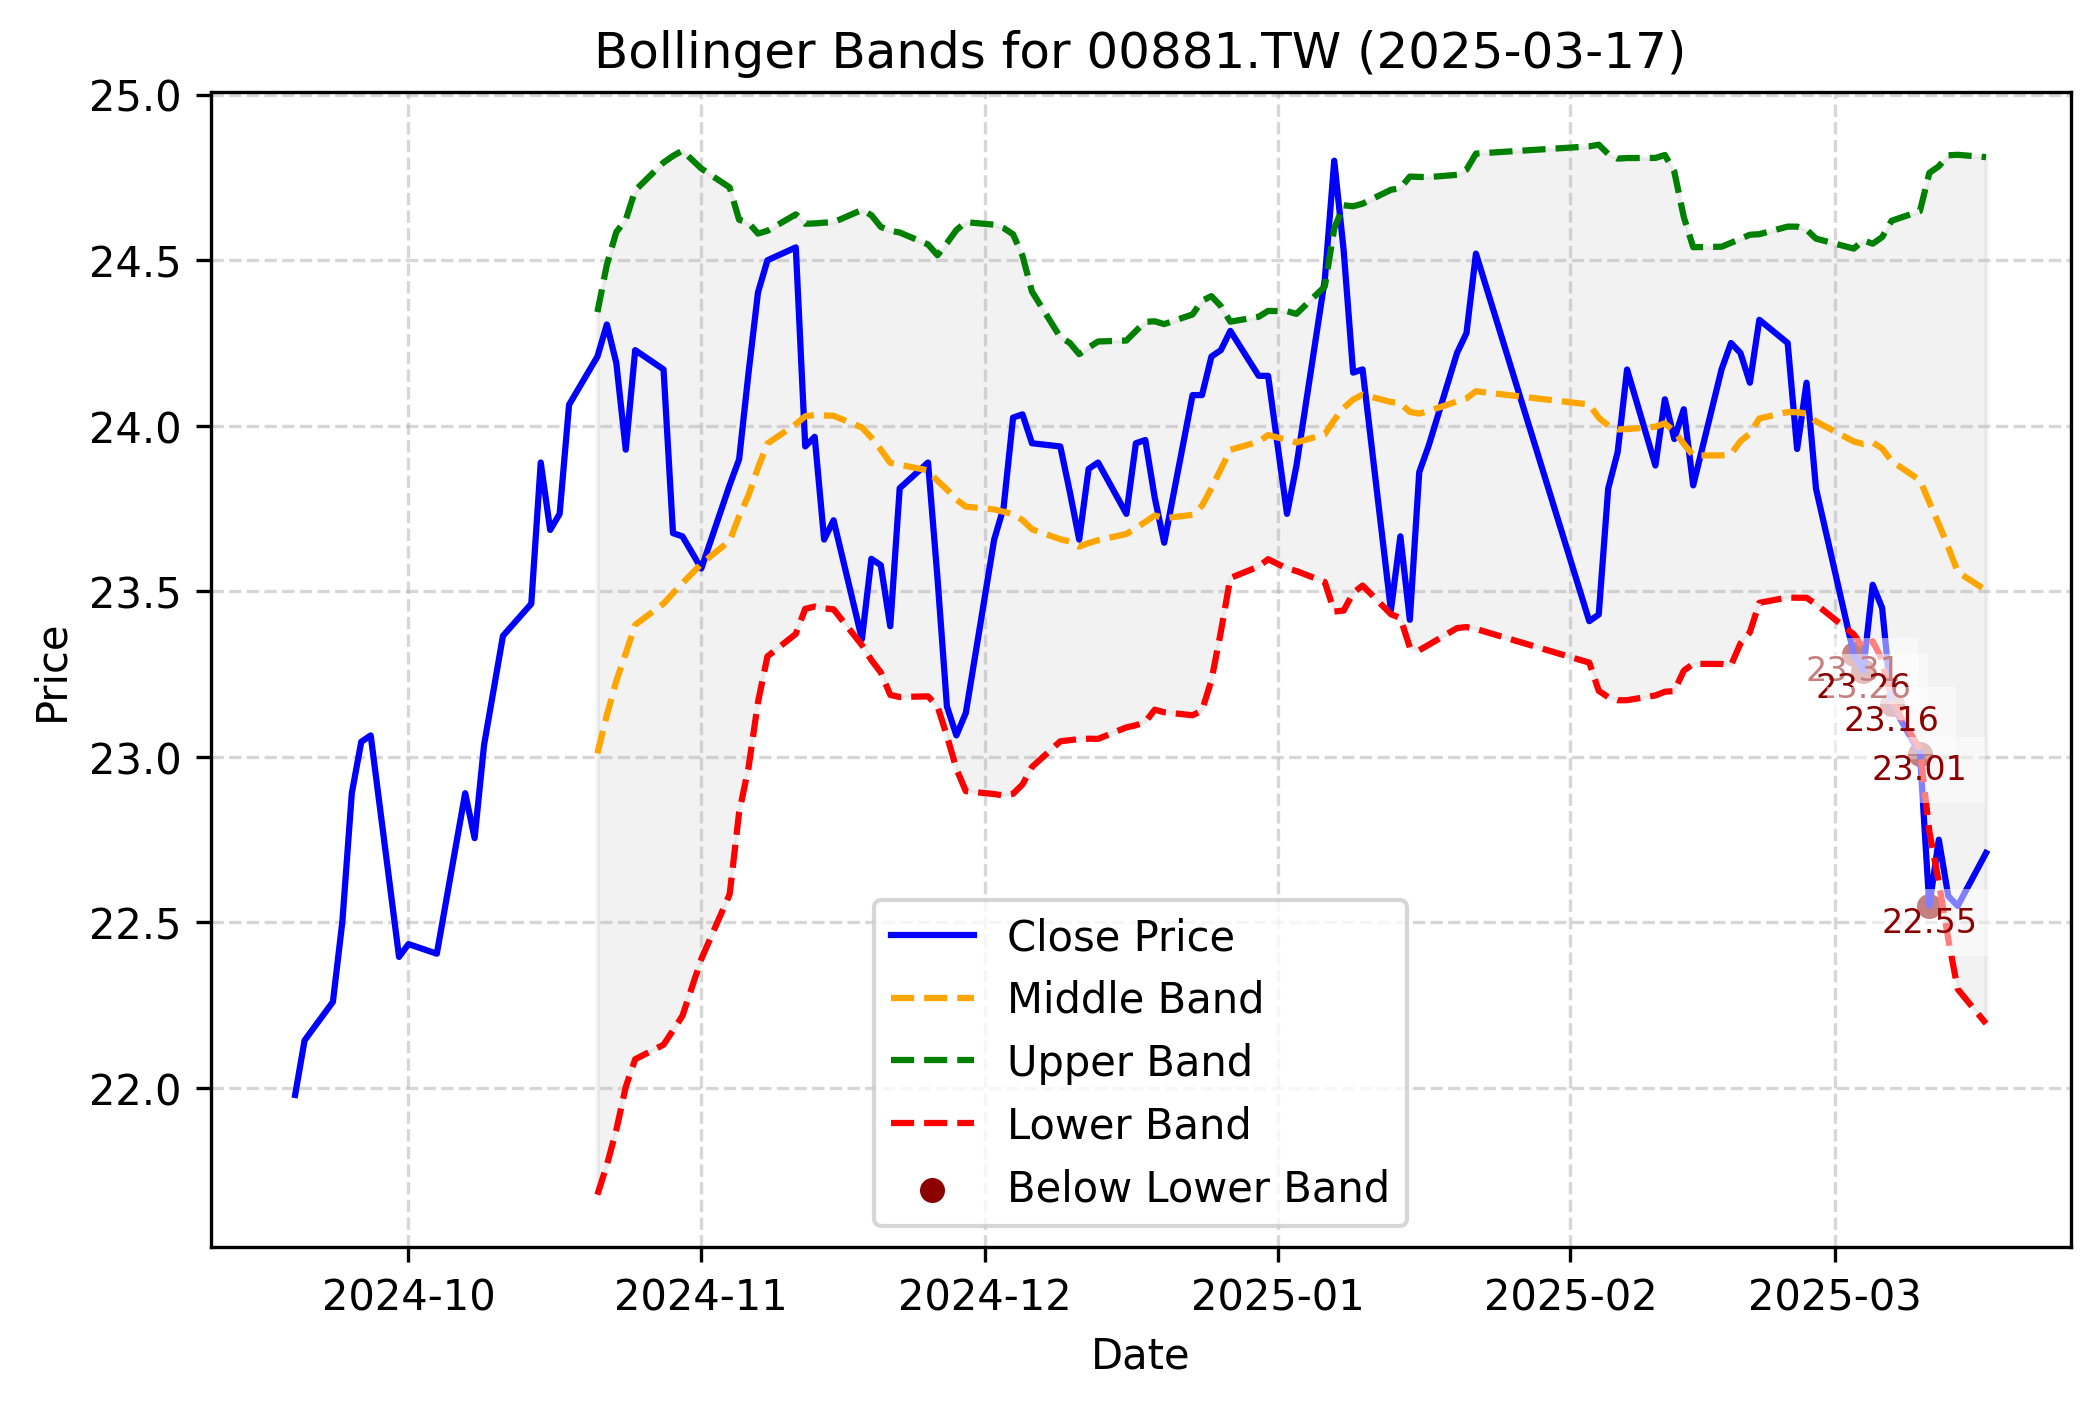 Bollinger Bands for 00881.TW (2025-03-17)
25.0
24.5
24.0
23.5
23.0
22.5
22.0
Price
23.31
23.26
23.16
23.01
22.55
Close Price
Middle Band
Upper Band
Lower Band
Below Lower Band
2024-10 2024-11 2024-12 2025-01 2025-02 2025-03
Date